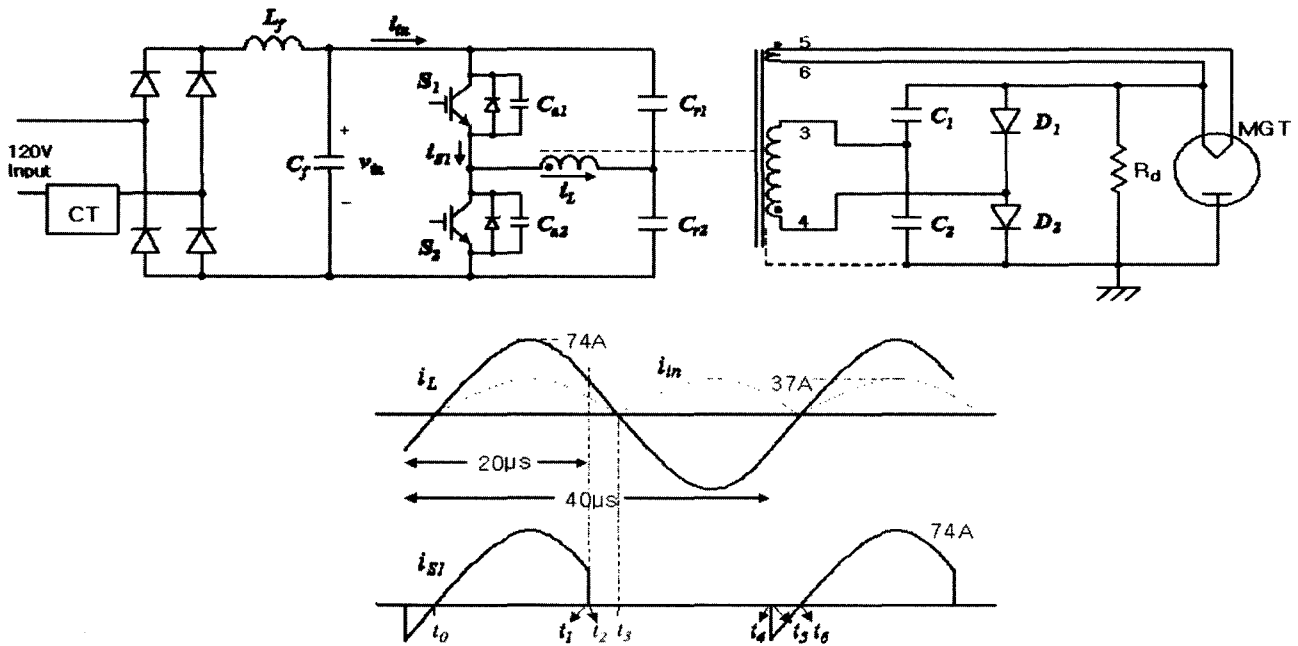 L_f
i_in
5
6
S_1
C_a1
C_r1
3
C_1
D_1
MGT
120V
Input
C_f
+
v_in
−
i_S1
i_L
R_d
CT
S_2
C_a2
C_r2
4
C_2
D_2
74A
i_L
i_in
37A
20μs
40μs
i_S1
74A
t_0
t_1
t_2
t_3
t_4
t_5
t_6